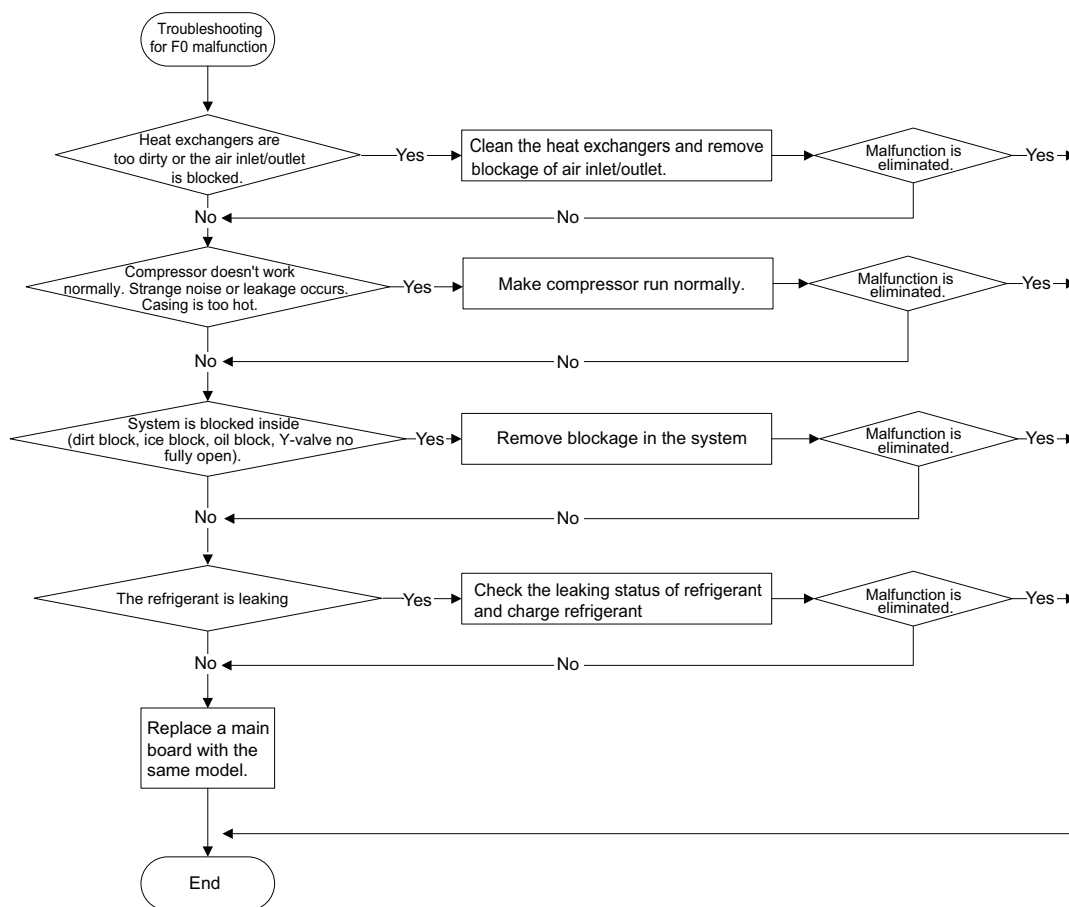 Troubleshooting
for F0 malfunction
Heat exchangers are
too dirty or the air inlet/outlet
is blocked.
Yes
Clean the heat exchangers and remove
blockage of air inlet/outlet.
Malfunction is
eliminated.
Yes
No
No
Compressor doesn't work
normally. Strange noise or leakage occurs.
Casing is too hot.
Yes
Make compressor run normally.
Malfunction is
eliminated.
Yes
No
No
System is blocked inside
(dirt block, ice block, oil block, Y-valve no
fully open).
Yes
Remove blockage in the system
Malfunction is
eliminated.
Yes
No
No
The refrigerant is leaking
Yes
Check the leaking status of refrigerant
and charge refrigerant
Malfunction is
eliminated.
Yes
No
No
Replace a main
board with the
same model.
End